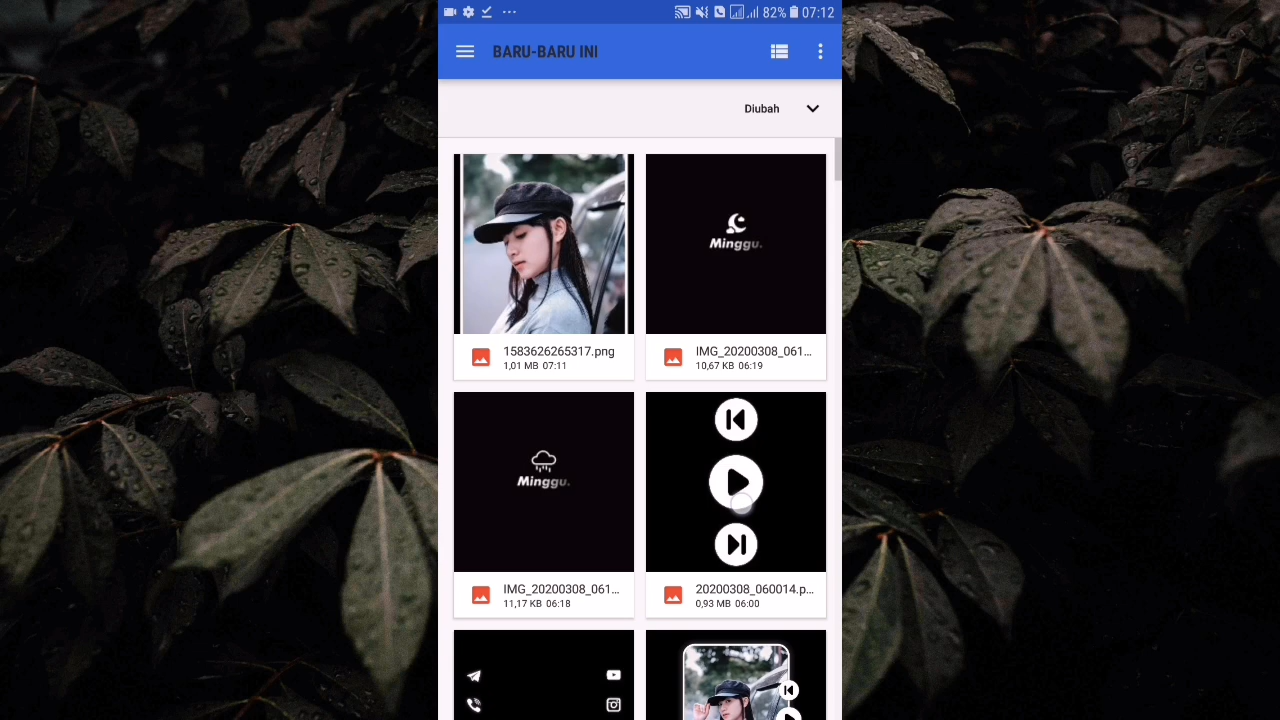 82% 07:12
BARU-BARU INI
Diubah
Minggu.
1583626265317.png
1,01 MB 07:11
IMG_20200308_061...
10,67 KB 06:19
Minggu.
IMG_20200308_061...
11,17 KB 06:18
20200308_060014.p...
0,93 MB 06:00